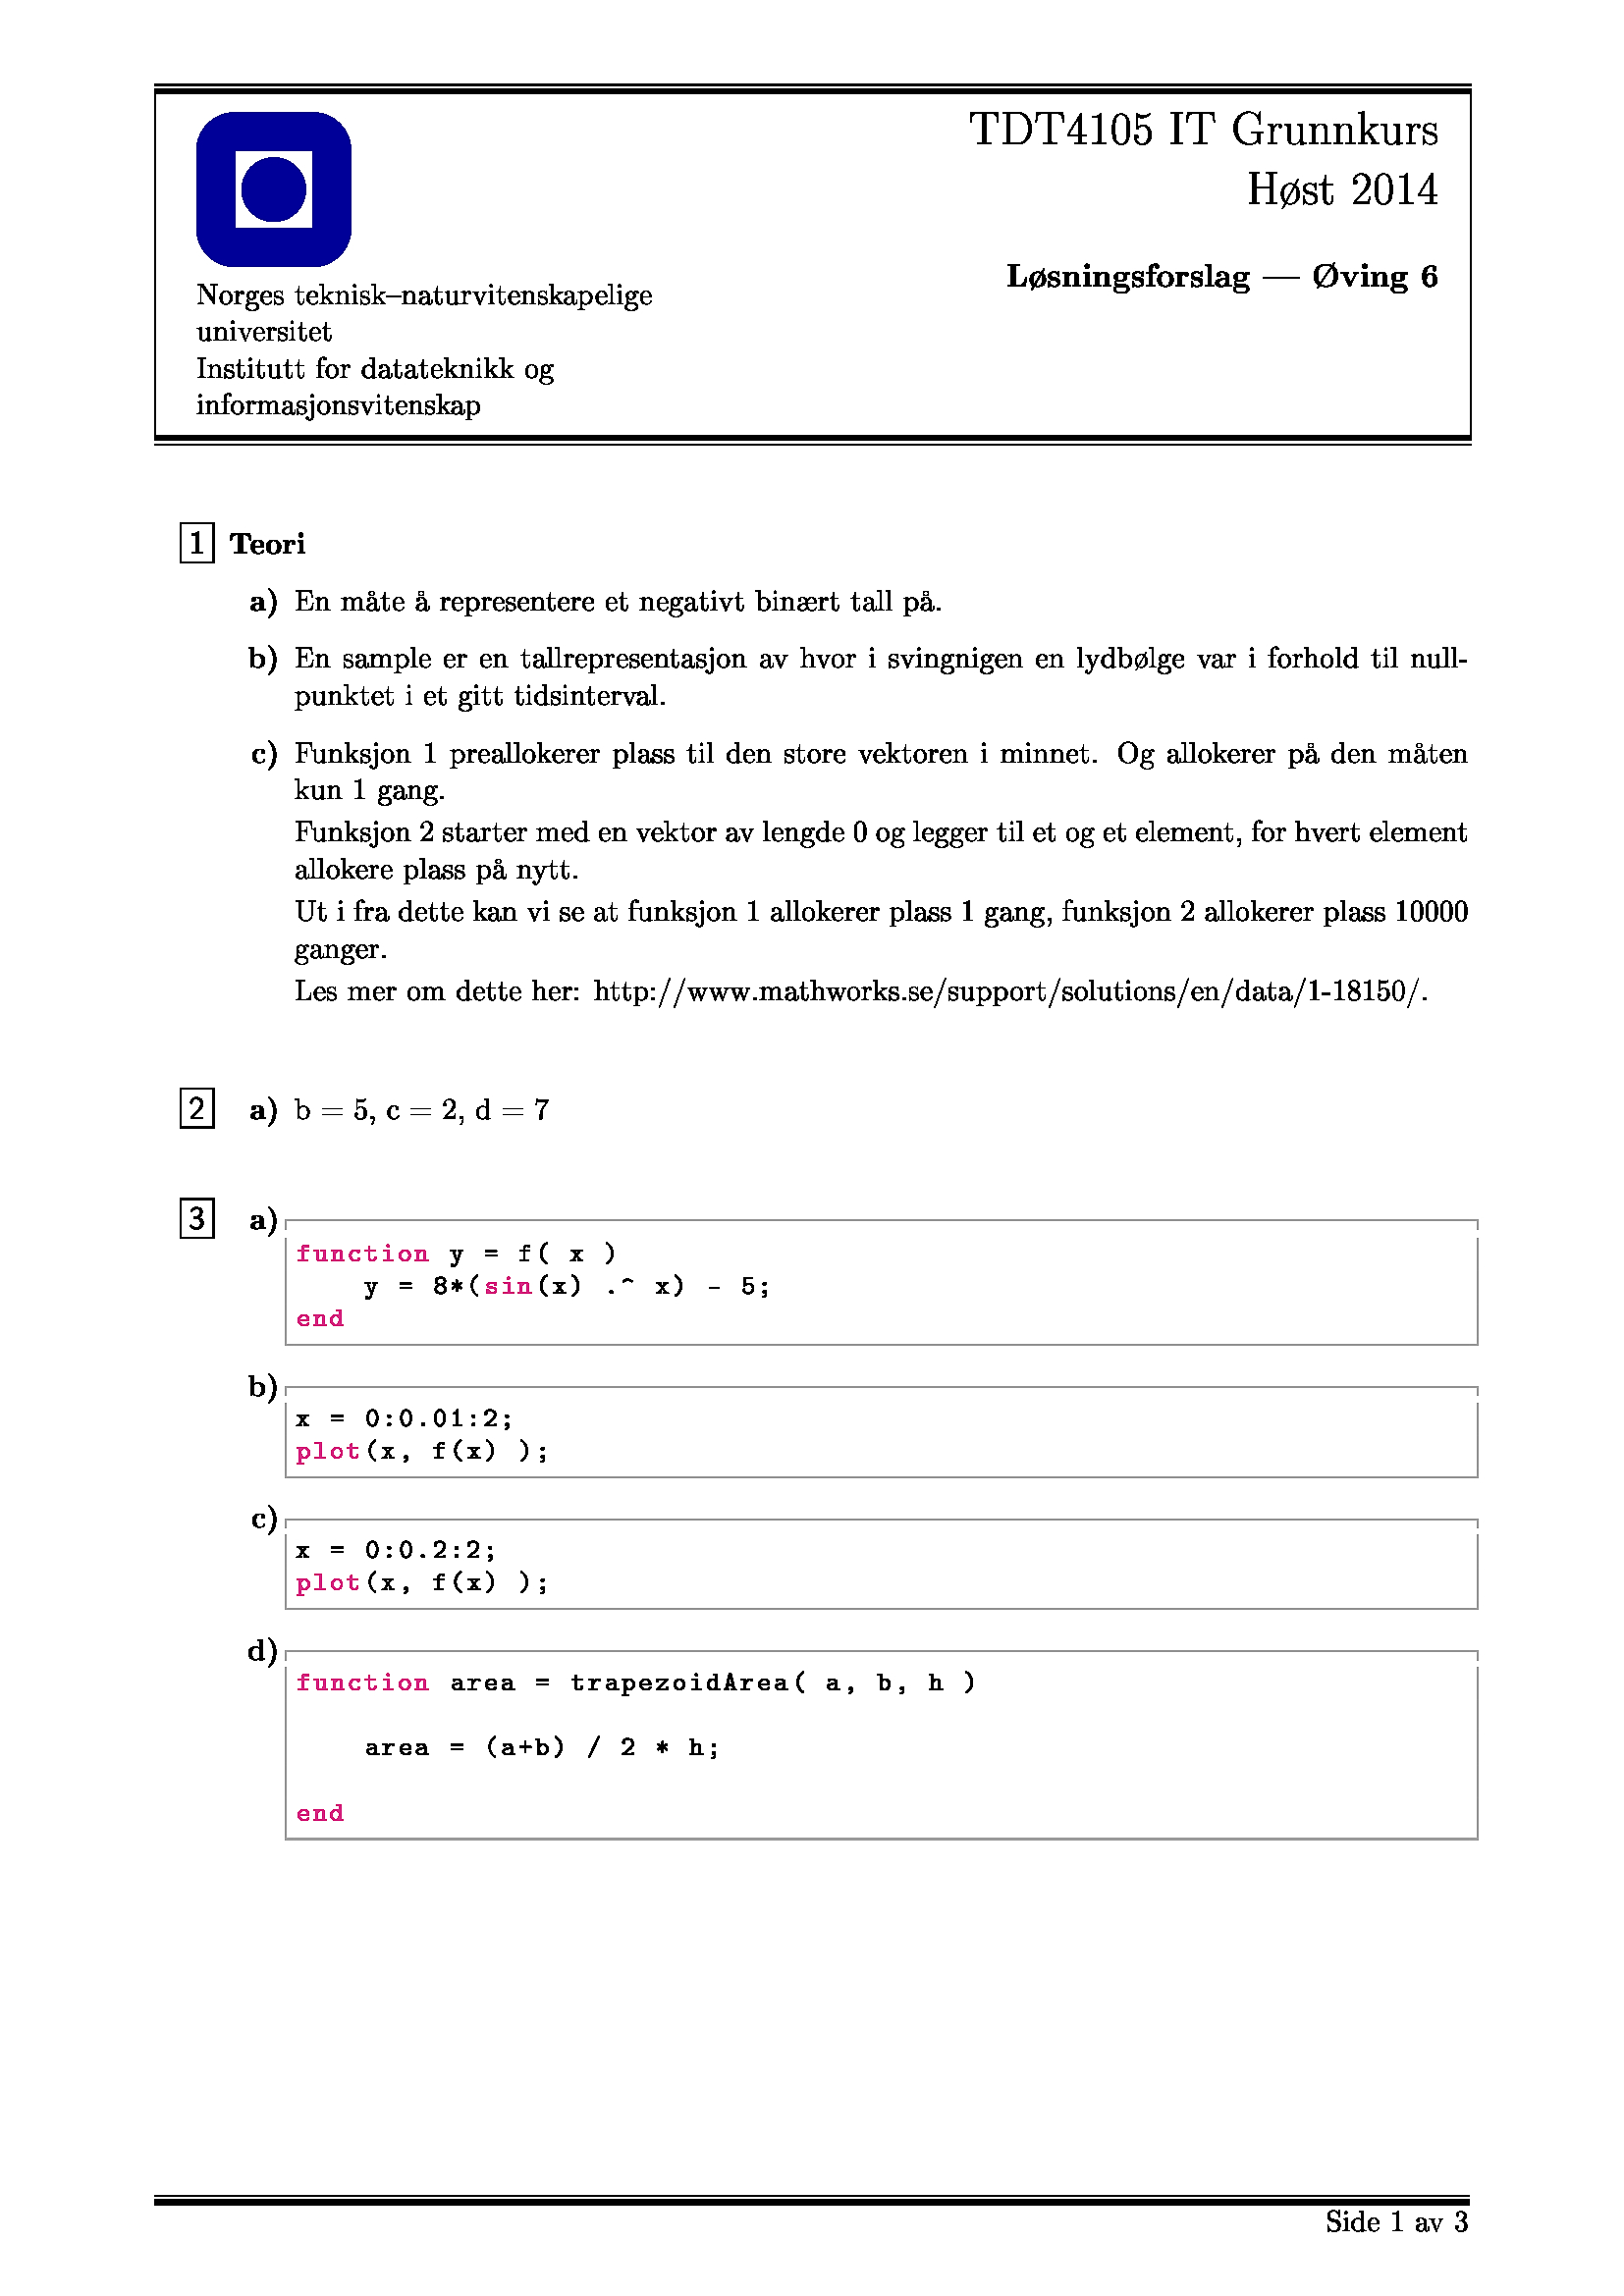 TDT4105 IT Grunnkurs
Høst 2014
Løsningsforslag — Øving 6
Norges teknisk–naturvitenskapelige
universitet
Institutt for datateknikk og
informasjonsvitenskap
1 Teori
a) En måte å representere et negativt binært tall på.
b) En sample er en tallrepresentasjon av hvor i svingnigen en lydbølge var i forhold til null-
punktet i et gitt tidsinterval.
c) Funksjon 1 preallokerer plass til den store vektoren i minnet. Og allokerer på den måten
kun 1 gang.
Funksjon 2 starter med en vektor av lengde 0 og legger til et og et element, for hvert element
allokere plass på nytt.
Ut i fra dette kan vi se at funksjon 1 allokerer plass 1 gang, funksjon 2 allokerer plass 10000
ganger.
Les mer om dette her: http://www.mathworks.se/support/solutions/en/data/1-18150/.
2 a) b = 5, c = 2, d = 7
3 a)
function y = f( x )
    y = 8*(sin(x) .^ x) - 5;
end
b)
x = 0:0.01:2;
plot(x, f(x) );
c)
x = 0:0.2:2;
plot(x, f(x) );
d)
function area = trapezoidArea( a, b, h )
    area = (a+b) / 2 * h;
end
Side 1 av 3